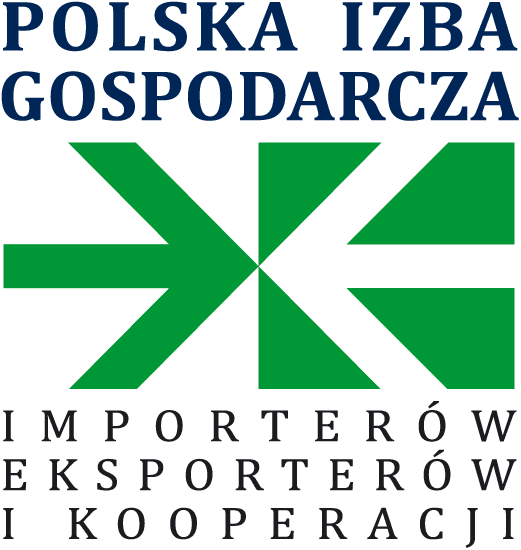 POLSKA IZBA
GOSPODARCZA
IMPORTERÓW
EKSPORTERÓW
I KOOPERACJI